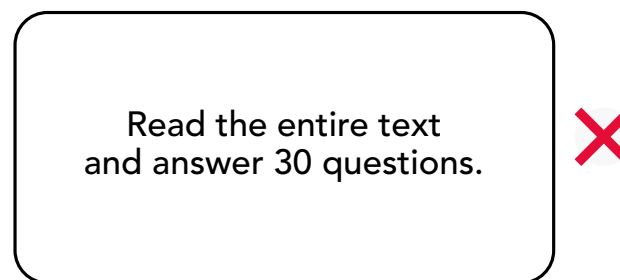 Read the entire text
and answer 30 questions.